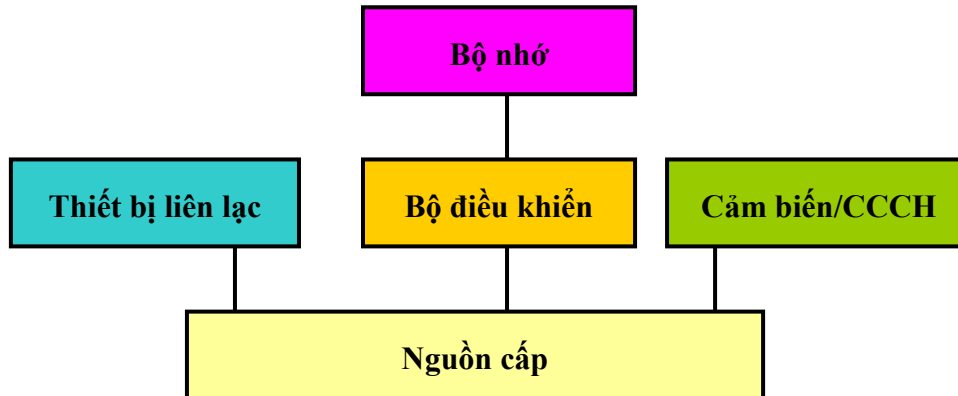 Bộ nhớ
Thiết bị liên lạc
Bộ điều khiển
Cảm biến/CCCH
Nguồn cấp